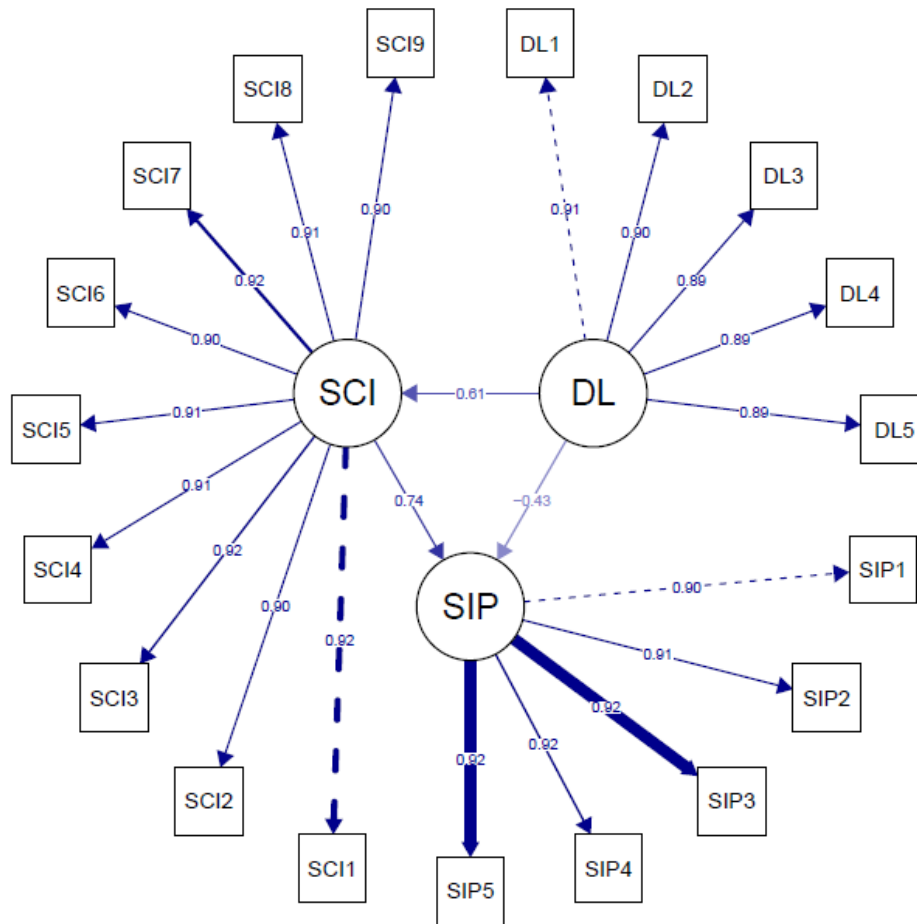 SCI9
DL1
SCI8
DL2
SCI7
DL3
0.91
0.90
0.90
0.91
0.89
0.92
SCI6
DL4
0.90
0.89
SCI
0.61
DL
SCI5
0.91
0.89
DL5
0.91
0.74
−0.43
0.92
SCI4
SIP1
0.90
SIP
0.90
0.92
0.91
SCI3
SIP2
0.92
0.92
0.92
SCI2
SIP3
SCI1
SIP4
SIP5